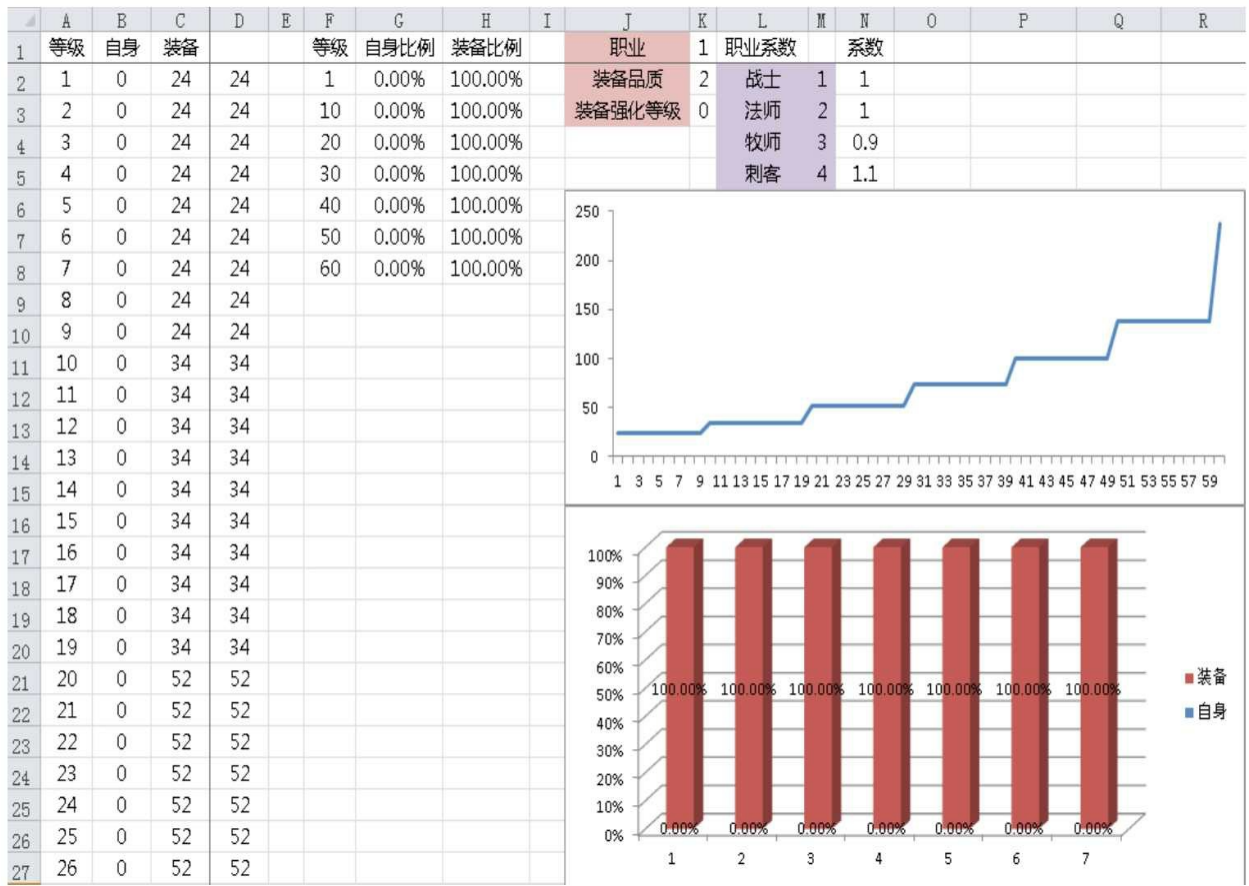 A B C D E F G H I J K L M N O P Q R
1 等级 自身 装备 等级 自身比例 装备比例 职业 1 职业系数 系数
2 1 0 24 24 1 0.00% 100.00% 装备品质 2 战士 1 1
3 2 0 24 24 10 0.00% 100.00% 装备强化等级 0 法师 2 1
4 3 0 24 24 20 0.00% 100.00% 牧师 3 0.9
5 4 0 24 24 30 0.00% 100.00% 刺客 4 1.1
6 5 0 24 24 40 0.00% 100.00%
7 6 0 24 24 50 0.00% 100.00%
8 7 0 24 24 60 0.00% 100.00%
9 8 0 24 24
10 9 0 24 24
11 10 0 34 34
12 11 0 34 34
13 12 0 34 34
14 13 0 34 34
15 14 0 34 34
16 15 0 34 34
17 16 0 34 34
18 17 0 34 34
19 18 0 34 34
20 19 0 34 34
21 20 0 52 52
22 21 0 52 52
23 22 0 52 52
24 23 0 52 52
25 24 0 52 52
26 25 0 52 52
27 26 0 52 52
250
200
150
100
50
0
1 3 5 7 9 11 13 15 17 19 21 23 25 27 29 31 33 35 37 39 41 43 45 47 49 51 53 55 57 59
100%
90%
80%
70%
60%
50%
40%
30%
20%
10%
0%
100.00% 100.00% 100.00% 100.00% 100.00% 100.00% 100.00%
0.00% 0.00% 0.00% 0.00% 0.00% 0.00% 0.00%
1 2 3 4 5 6 7
装备
自身